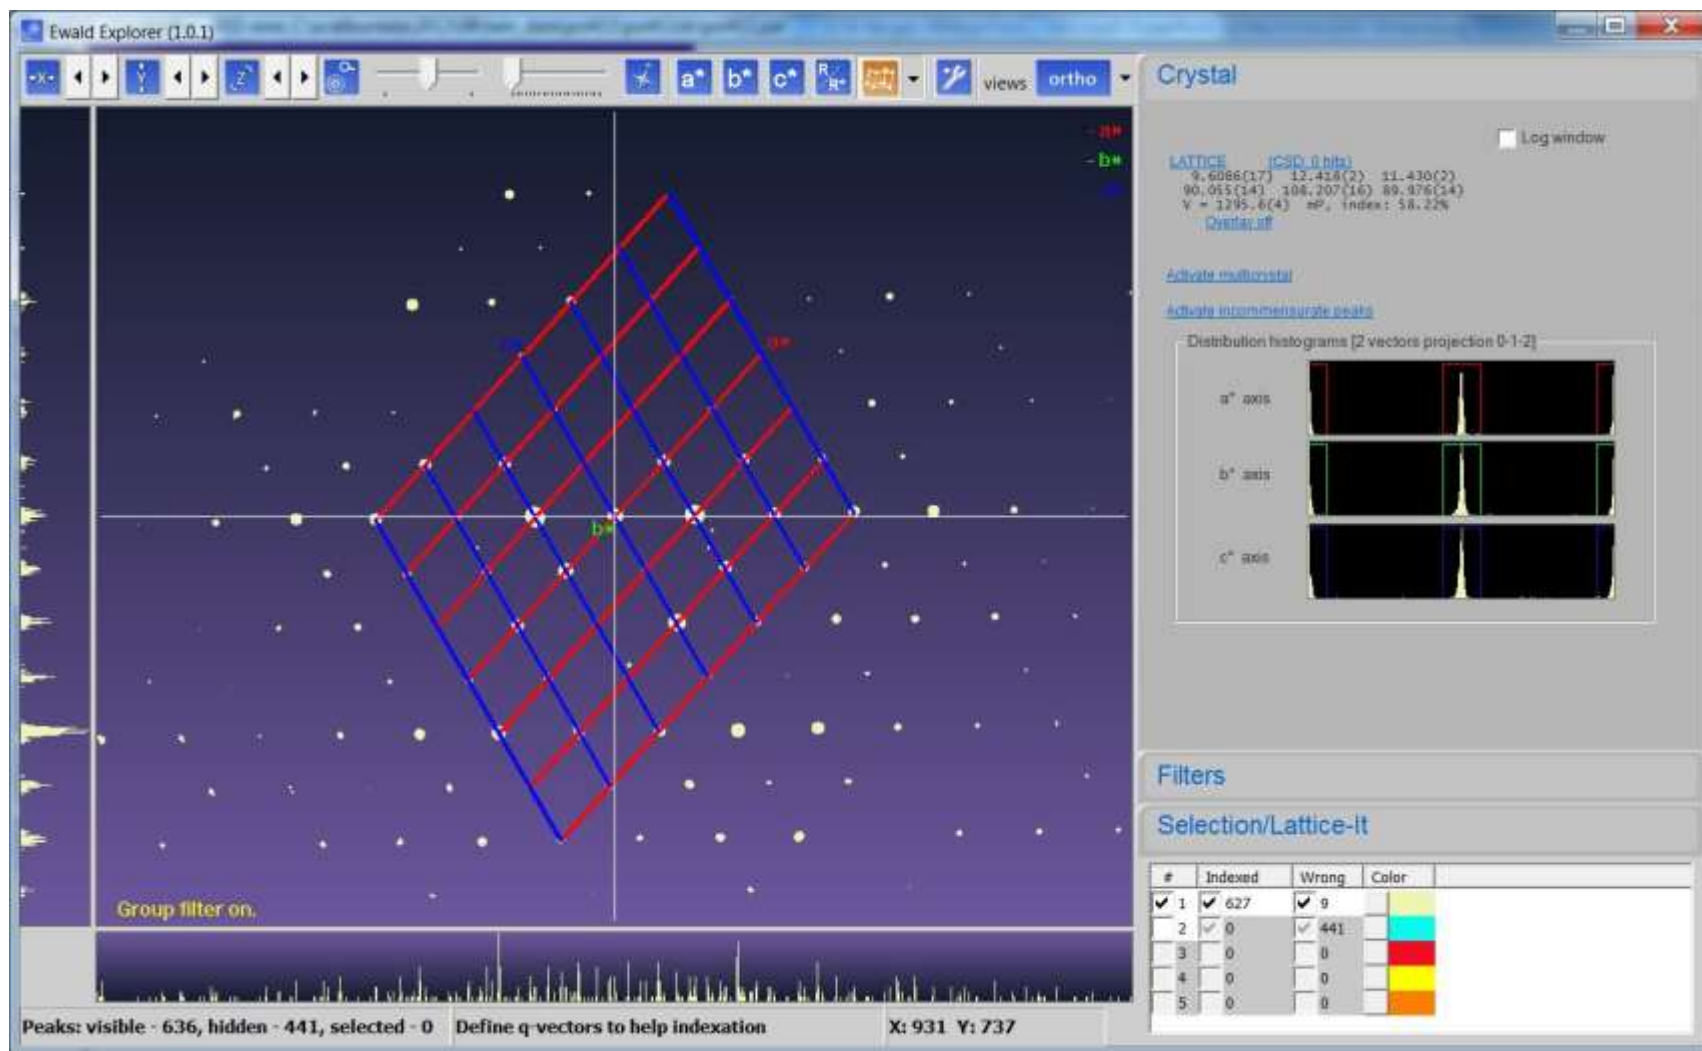 Ewald Explorer (1.0.1)
-X- Y Z a* b* c* views ortho
-a*
-b*
a*
b*
Group filter on.
Peaks: visible - 636, hidden - 441, selected - 0 Define q-vectors to help indexation X: 931 Y: 737
Crystal
Log window
LATTICE (CSD: 0 hits)
9.6086(17) 12.418(2) 11.430(2)
90.055(14) 108.207(16) 89.976(14)
V = 1295.6(4) mP, index: 58.22%
Overlay off
Activate multicrystal
Activate incommensurate peaks
Distribution histograms [2 vectors projection 0-1-2]
a* axis
b* axis
c* axis
Filters
Selection/Lattice-It
# Indexed Wrong Color
1 627 9
2 0 441
3 0 0
4 0 0
5 0 0